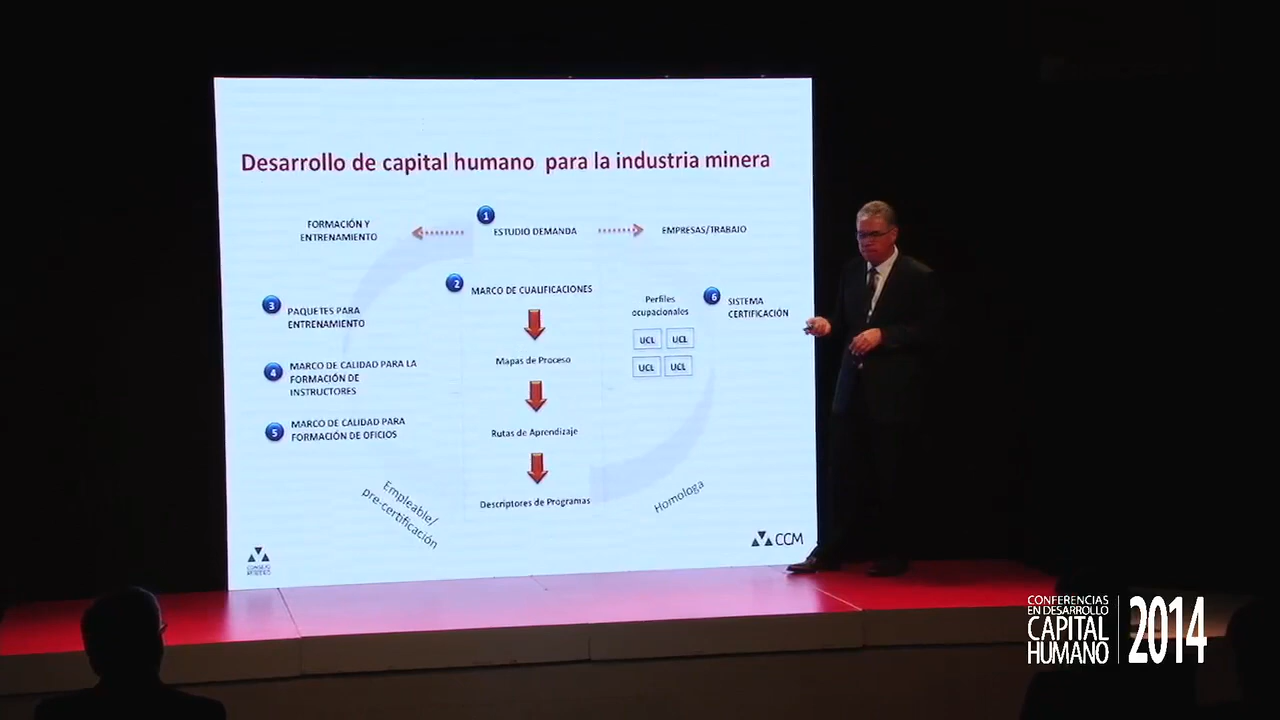 Desarrollo de capital humano para la industria minera
FORMACIÓN Y
ENTRENAMIENTO
1
ESTUDIO DEMANDA
EMPRESAS/TRABAJO
2
MARCO DE CUALIFICACIONES
Mapas de Proceso
Rutas de Aprendizaje
Descriptores de Programas
3
PAQUETES PARA
ENTRENAMIENTO
4
MARCO DE CALIDAD PARA LA
FORMACIÓN DE
INSTRUCTORES
5
MARCO DE CALIDAD PARA
FORMACIÓN DE OFICIOS
Perfiles
ocupacionales
UCL UCL
UCL UCL
6
SISTEMA
CERTIFICACIÓN
Empleable/
pre-certificación
Homologa
CONSEJO
MINERO
CCM
CONFERENCIAS
EN DESARROLLO
CAPITAL
HUMANO
2014